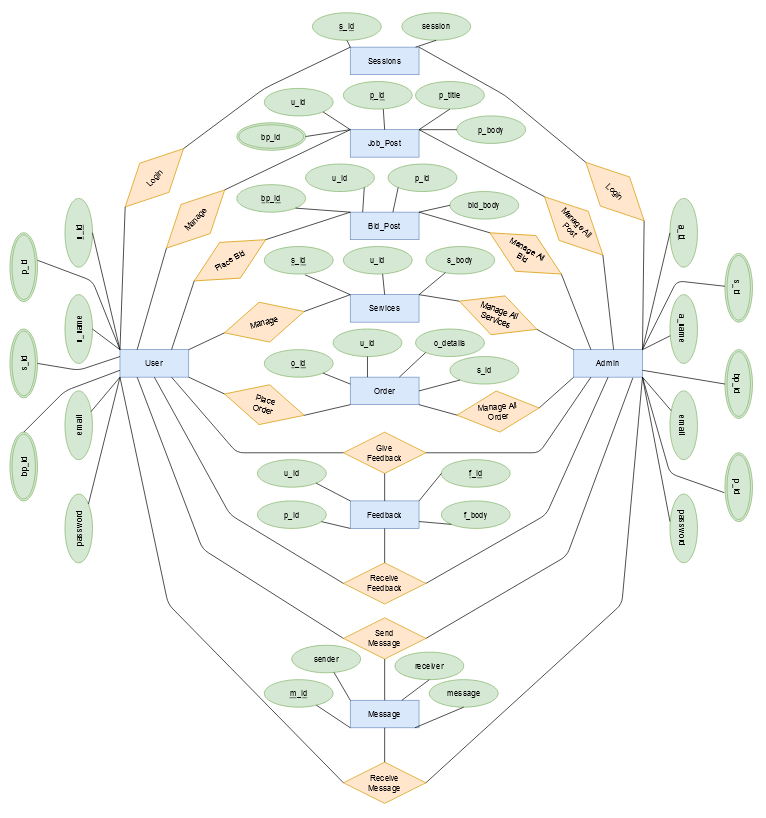 s_id
session
Sessions
u_id
p_id
p_title
bp_id
p_body
Job_Post
Login
Login
Manage
Manage All
Post
u_id
p_id
bp_id
bid_body
Bid_Post
Place Bid
Manage All
Bid
u_id
a_id
p_id
s_id
s_id
u_id
s_body
Services
Manage
Manage All
Services
u_name
a_name
s_id
bp_id
User
Admin
u_id
o_details
o_id
s_id
Order
Place
Order
Manage All
Order
email
email
bp_id
p_id
Give
Feedback
u_id
f_id
p_id
f_body
Feedback
password
password
Receive
Feedback
Send
Message
sender
receiver
m_id
message
Message
Receive
Message